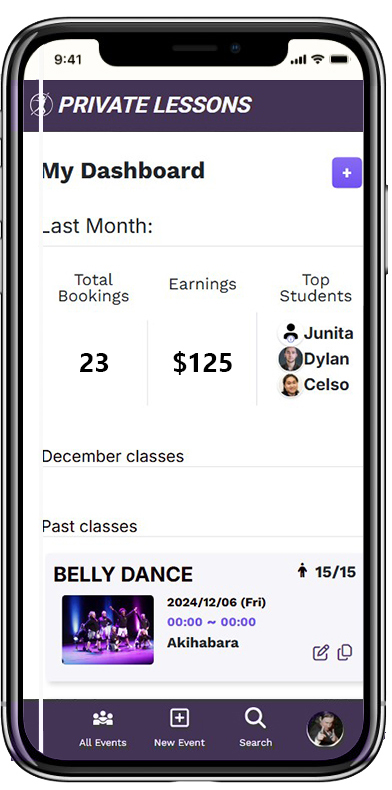 9:41
PRIVATE LESSONS
My Dashboard
+
Last Month:
Total Bookings
Earnings
Top Students
23
$125
Junita
Dylan
Celso
December classes
Past classes
BELLY DANCE
15/15
2024/12/06 (Fri)
00:00 ~ 00:00
Akihabara
All Events
New Event
Search